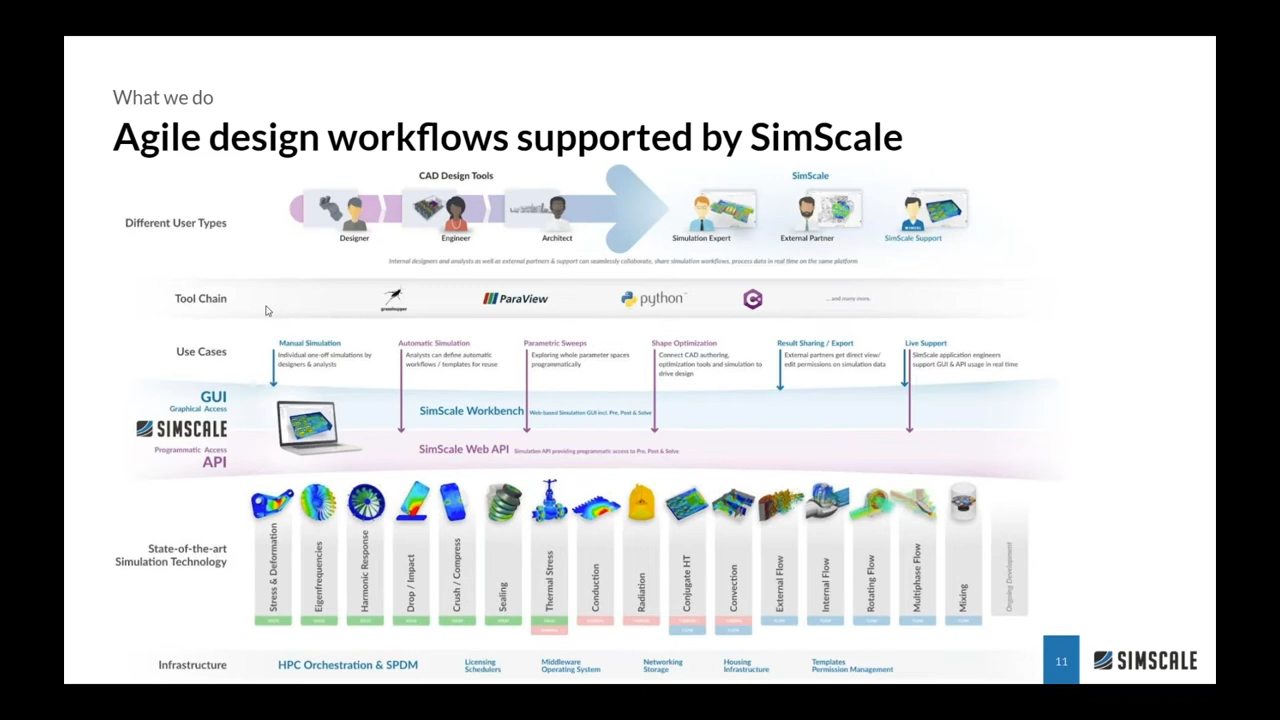 What we do
Agile design workflows supported by SimScale
CAD Design Tools
SimScale
Different User Types
Designer
Engineer
Architect
Simulation Expert
External Partner
SimScale Support
Internal designers and analysts as well as external partners & support can seamlessly collaborate, share simulation workflows, process data in real time on the same platform
Tool Chain
grasshopper
ParaView
python
C#
... and many more.
Use Cases
Manual Simulation
Individual one-off simulations by
designers & analysts
Automatic Simulation
Analysts can define automatic
workflows / templates for reuse
Parametric Sweeps
Exploring whole parameter spaces
programmatically
Shape Optimization
Connect CAD authoring,
optimization tools and simulation to
drive design
Result Sharing / Export
External partners get direct view/
edit permissions on simulation data
Live Support
SimScale application engineers
support GUI & API usage in real time
GUI
Graphical Access
SIMSCALE
Programmatic Access
API
SimScale Workbench Web-based Simulation GUI incl. Pre, Post & Solve
SimScale Web API Simulation API providing programmatic access to Pre, Post & Solve
State-of-the-art
Simulation Technology
Stress & Deformation
Eigenfrequencies
Harmonic Response
Drop / Impact
Crush / Compress
Sealing
Thermal Stress
Conduction
Radiation
Conjugate HT
Convection
External Flow
Internal Flow
Rotating Flow
Multiphase Flow
Mixing
Ongoing Development
Infrastructure
HPC Orchestration & SPDM
Licensing
Schedulers
Middleware
Operating System
Networking
Storage
Housing
Infrastructure
Templates
Permission Management
11
SIMSCALE